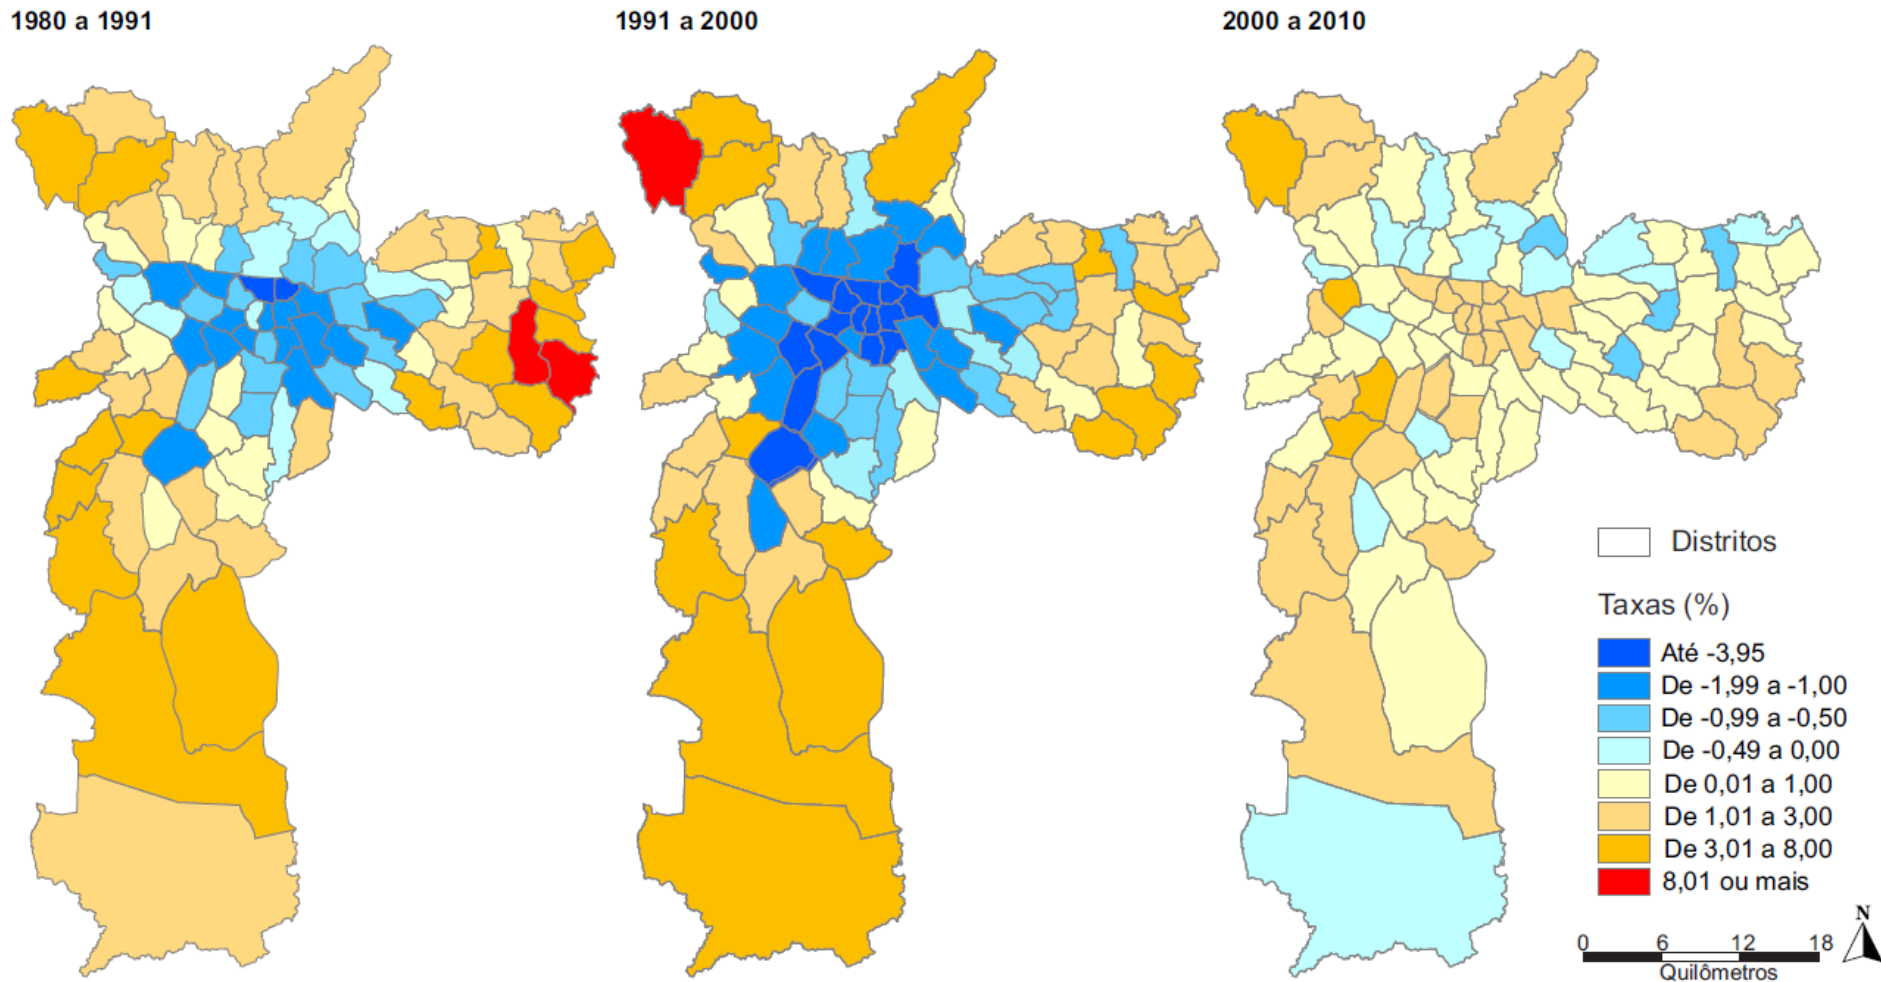 1980 a 1991
1991 a 2000
2000 a 2010
Distritos
Taxas (%)
Até -3,95
De -1,99 a -1,00
De -0,99 a -0,50
De -0,49 a 0,00
De 0,01 a 1,00
De 1,01 a 3,00
De 3,01 a 8,00
8,01 ou mais
N
0 6 12 18
Quilômetros